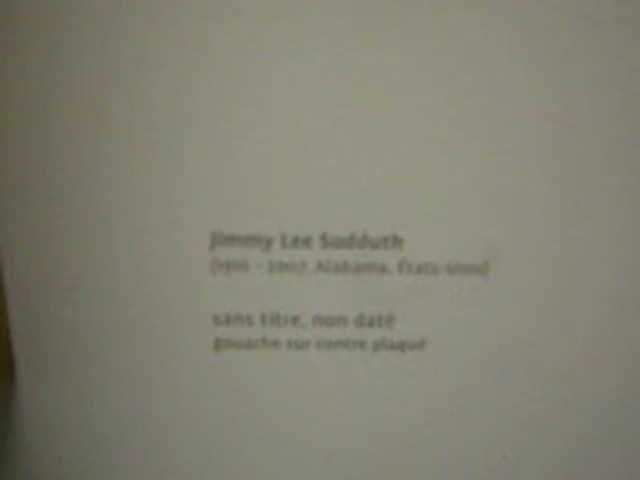 Jimmy Lee Sudduth
(1910 - 2007, Alabama, États-Unis)
sans titre, non daté
gouache sur contre plaqué